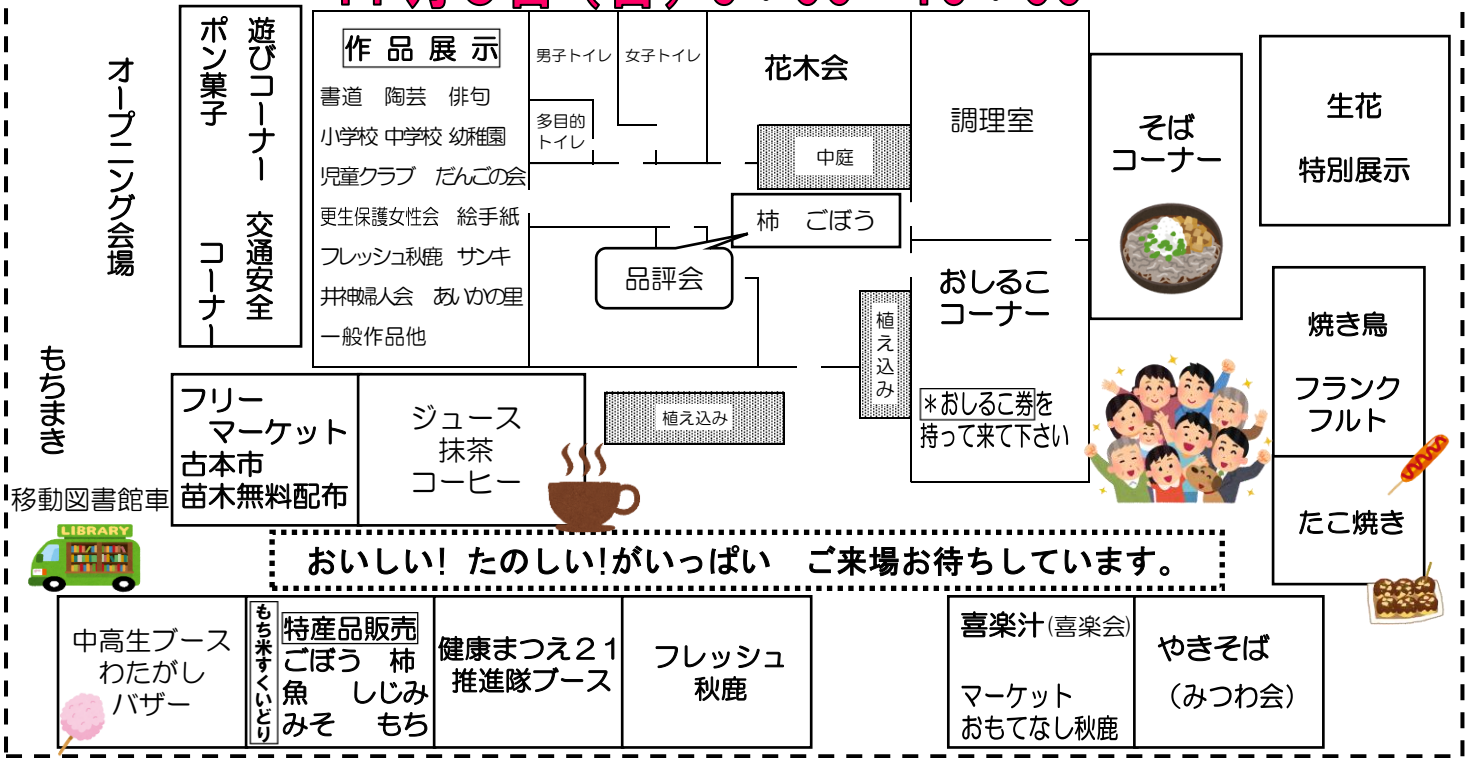 オープニング会場
もちまき
移動図書館車
LIBRARY
遊びコーナー 交通安全
ポン菓子 コーナー
作品展示
書道 陶芸 俳句
小学校 中学校 幼稚園
児童クラブ だんごの会
更生保護女性会 絵手紙
フレッシュ秋鹿 サンキ
井神婦人会 あいかの里
一般作品他
男子トイレ
女子トイレ
多目的
トイレ
花木会
中庭
調理室
柿 ごぼう
品評会
植え込み
植え込み
おしるこ
コーナー
*おしるこ券を
持って来て下さい
そば
コーナー
生花
特別展示
焼き鳥
フランク
フルト
たこ焼き
フリー
マーケット
古本市
苗木無料配布
ジュース
抹茶
コーヒー
おいしい! たのしい!がいっぱい ご来場お待ちしています。
中高生ブース
わたがし
バザー
もち米すくいどり
特産品販売
ごぼう 柿
魚 しじみ
みそ もち
健康まつえ21
推進隊ブース
フレッシュ
秋鹿
喜楽汁(喜楽会)
マーケット
おもてなし秋鹿
やきそば
(みつわ会)